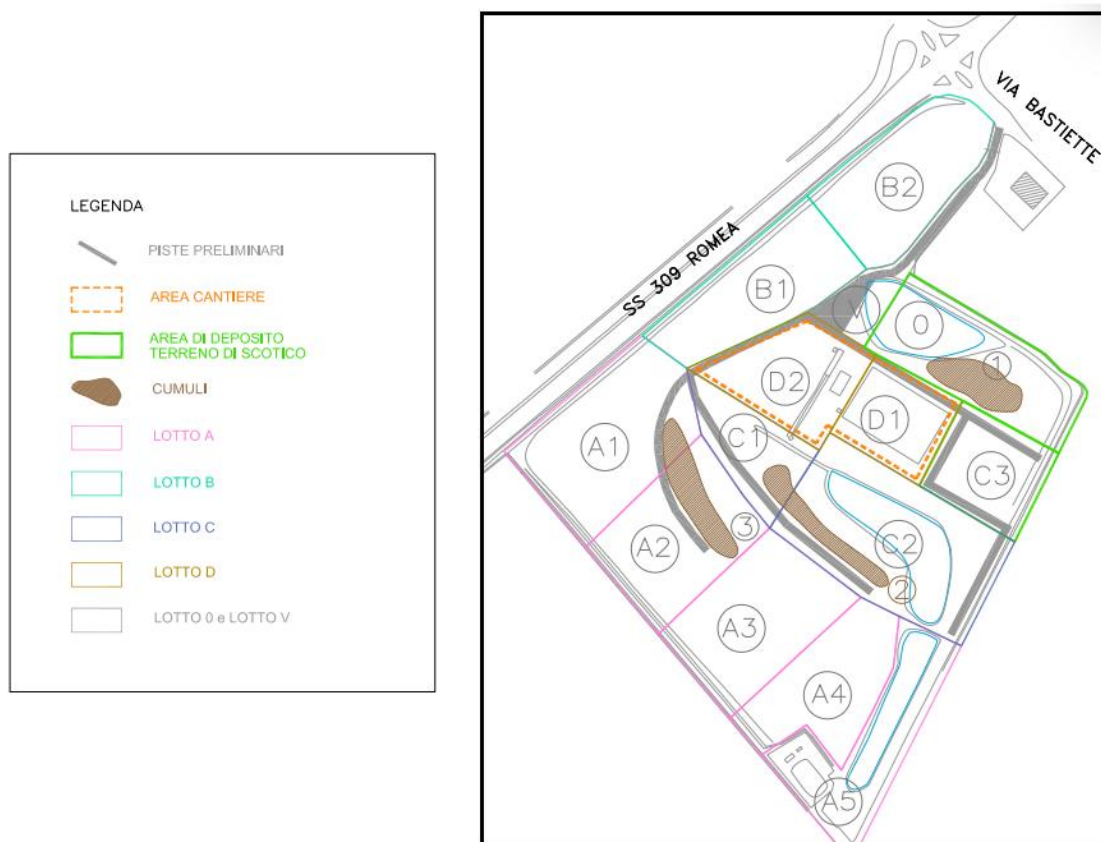 LEGENDA
PISTE PRELIMINARI
AREA CANTIERE
AREA DI DEPOSITO
TERRENO DI SCOTICO
CUMULI
LOTTO A
LOTTO B
LOTTO C
LOTTO D
LOTTO 0 e LOTTO V
VIA BASTIETTE
SS 309 ROMEA
B2
B1
V
0
1
D2
D1
C1
C3
A1
3
A2
C2
2
A3
A4
A5